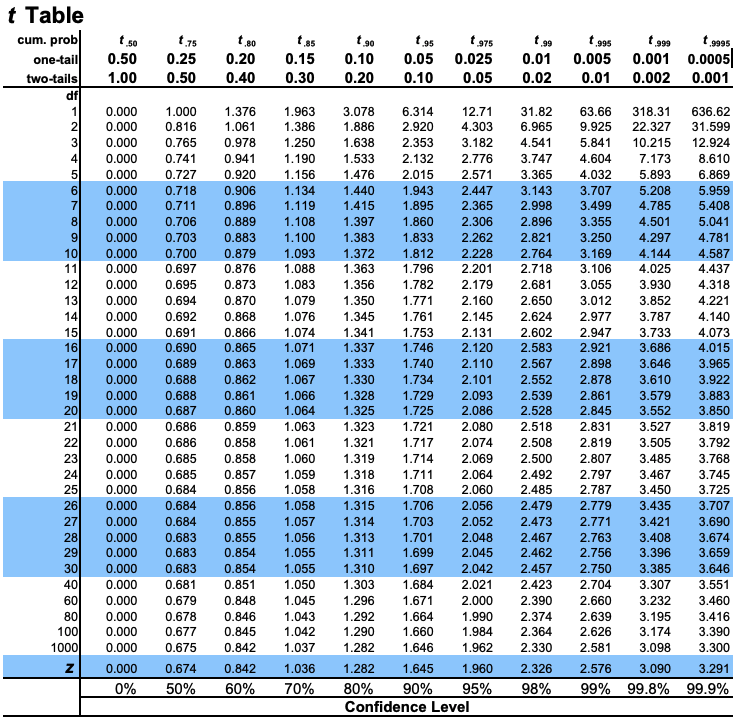 t Table
cum. prob t .50 t .75 t .80 t .85 t .90 t .95 t .975 t .99 t .995 t .999 t .9995
one-tail 0.50 0.25 0.20 0.15 0.10 0.05 0.025 0.01 0.005 0.001 0.0005
two-tails 1.00 0.50 0.40 0.30 0.20 0.10 0.05 0.02 0.01 0.002 0.001
df
1 0.000 1.000 1.376 1.963 3.078 6.314 12.71 31.82 63.66 318.31 636.62
2 0.000 0.816 1.061 1.386 1.886 2.920 4.303 6.965 9.925 22.327 31.599
3 0.000 0.765 0.978 1.250 1.638 2.353 3.182 4.541 5.841 10.215 12.924
4 0.000 0.741 0.941 1.190 1.533 2.132 2.776 3.747 4.604 7.173 8.610
5 0.000 0.727 0.920 1.156 1.476 2.015 2.571 3.365 4.032 5.893 6.869
6 0.000 0.718 0.906 1.134 1.440 1.943 2.447 3.143 3.707 5.208 5.959
7 0.000 0.711 0.896 1.119 1.415 1.895 2.365 2.998 3.499 4.785 5.408
8 0.000 0.706 0.889 1.108 1.397 1.860 2.306 2.896 3.355 4.501 5.041
9 0.000 0.703 0.883 1.100 1.383 1.833 2.262 2.821 3.250 4.297 4.781
10 0.000 0.700 0.879 1.093 1.372 1.812 2.228 2.764 3.169 4.144 4.587
11 0.000 0.697 0.876 1.088 1.363 1.796 2.201 2.718 3.106 4.025 4.437
12 0.000 0.695 0.873 1.083 1.356 1.782 2.179 2.681 3.055 3.930 4.318
13 0.000 0.694 0.870 1.079 1.350 1.771 2.160 2.650 3.012 3.852 4.221
14 0.000 0.692 0.868 1.076 1.345 1.761 2.145 2.624 2.977 3.787 4.140
15 0.000 0.691 0.866 1.074 1.341 1.753 2.131 2.602 2.947 3.733 4.073
16 0.000 0.690 0.865 1.071 1.337 1.746 2.120 2.583 2.921 3.686 4.015
17 0.000 0.689 0.863 1.069 1.333 1.740 2.110 2.567 2.898 3.646 3.965
18 0.000 0.688 0.862 1.067 1.330 1.734 2.101 2.552 2.878 3.610 3.922
19 0.000 0.688 0.861 1.066 1.328 1.729 2.093 2.539 2.861 3.579 3.883
20 0.000 0.687 0.860 1.064 1.325 1.725 2.086 2.528 2.845 3.552 3.850
21 0.000 0.686 0.859 1.063 1.323 1.721 2.080 2.518 2.831 3.527 3.819
22 0.000 0.686 0.858 1.061 1.321 1.717 2.074 2.508 2.819 3.505 3.792
23 0.000 0.685 0.858 1.060 1.319 1.714 2.069 2.500 2.807 3.485 3.768
24 0.000 0.685 0.857 1.059 1.318 1.711 2.064 2.492 2.797 3.467 3.745
25 0.000 0.684 0.856 1.058 1.316 1.708 2.060 2.485 2.787 3.450 3.725
26 0.000 0.684 0.856 1.058 1.315 1.706 2.056 2.479 2.779 3.435 3.707
27 0.000 0.684 0.855 1.057 1.314 1.703 2.052 2.473 2.771 3.421 3.690
28 0.000 0.683 0.855 1.056 1.313 1.701 2.048 2.467 2.763 3.408 3.674
29 0.000 0.683 0.854 1.055 1.311 1.699 2.045 2.462 2.756 3.396 3.659
30 0.000 0.683 0.854 1.055 1.310 1.697 2.042 2.457 2.750 3.385 3.646
40 0.000 0.681 0.851 1.050 1.303 1.684 2.021 2.423 2.704 3.307 3.551
60 0.000 0.679 0.848 1.045 1.296 1.671 2.000 2.390 2.660 3.232 3.460
80 0.000 0.678 0.846 1.043 1.292 1.664 1.990 2.374 2.639 3.195 3.416
100 0.000 0.677 0.845 1.042 1.290 1.660 1.984 2.364 2.626 3.174 3.390
1000 0.000 0.675 0.842 1.037 1.282 1.646 1.962 2.330 2.581 3.098 3.300
Z 0.000 0.674 0.842 1.036 1.282 1.645 1.960 2.326 2.576 3.090 3.291
0% 50% 60% 70% 80% 90% 95% 98% 99% 99.8% 99.9%
Confidence Level